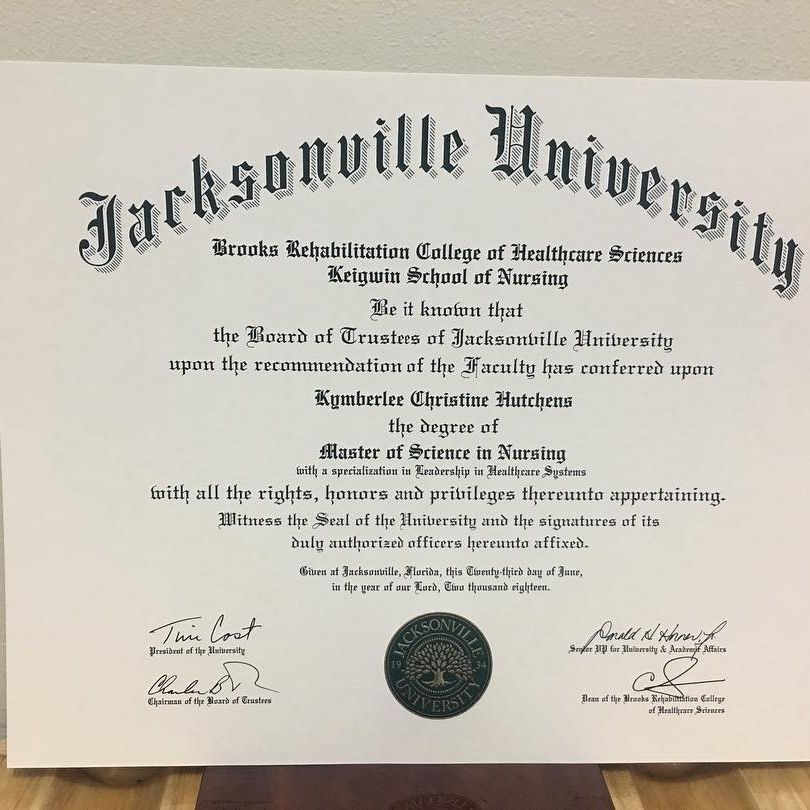 Jacksonville University
Brooks Rehabilitation College of Healthcare Sciences
Keigwin School of Nursing
Be it known that
the Board of Trustees of Jacksonville University
upon the recommendation of the Faculty has conferred upon
Kymberlee Christine Hutchens
the degree of
Master of Science in Nursing
with a specialization in Leadership in Healthcare Systems
with all the rights, honors and privileges thereunto appertaining.
Witness the Seal of the University and the signatures of its
duly authorized officers hereunto affixed.
Given at Jacksonville, Florida, this Twenty-third day of June,
in the year of our Lord, Two thousand eighteen.
Tim Cost
President of the University
Chairman of the Board of Trustees
JACKSONVILLE
1934
UNIVERSITY
Donald H Horner, Jr.
Senior VP for University & Academic Affairs
Dean of the Brooks Rehabilitation College
of Healthcare Sciences